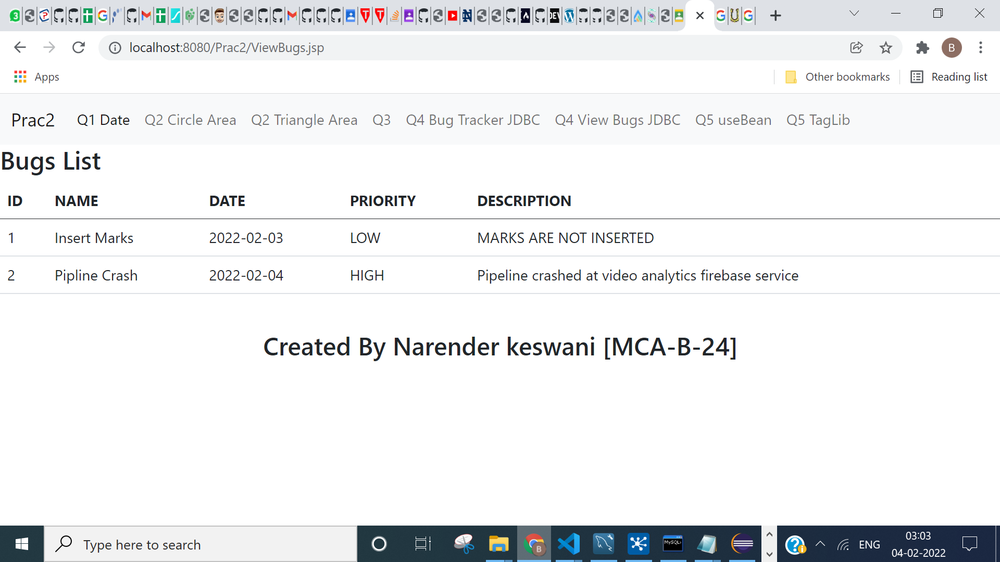 localhost:8080/Prac2/ViewBugs.jsp
B
Apps
Other bookmarks
Reading list
Prac2 Q1 Date Q2 Circle Area Q2 Triangle Area Q3 Q4 Bug Tracker JDBC Q4 View Bugs JDBC Q5 useBean Q5 TagLib
Bugs List
ID NAME DATE PRIORITY DESCRIPTION
1 Insert Marks 2022-02-03 LOW MARKS ARE NOT INSERTED
2 Pipline Crash 2022-02-04 HIGH Pipeline crashed at video analytics firebase service
Created By Narender keswani [MCA-B-24]
Type here to search
MySQL>
ENG
03:03
04-02-2022